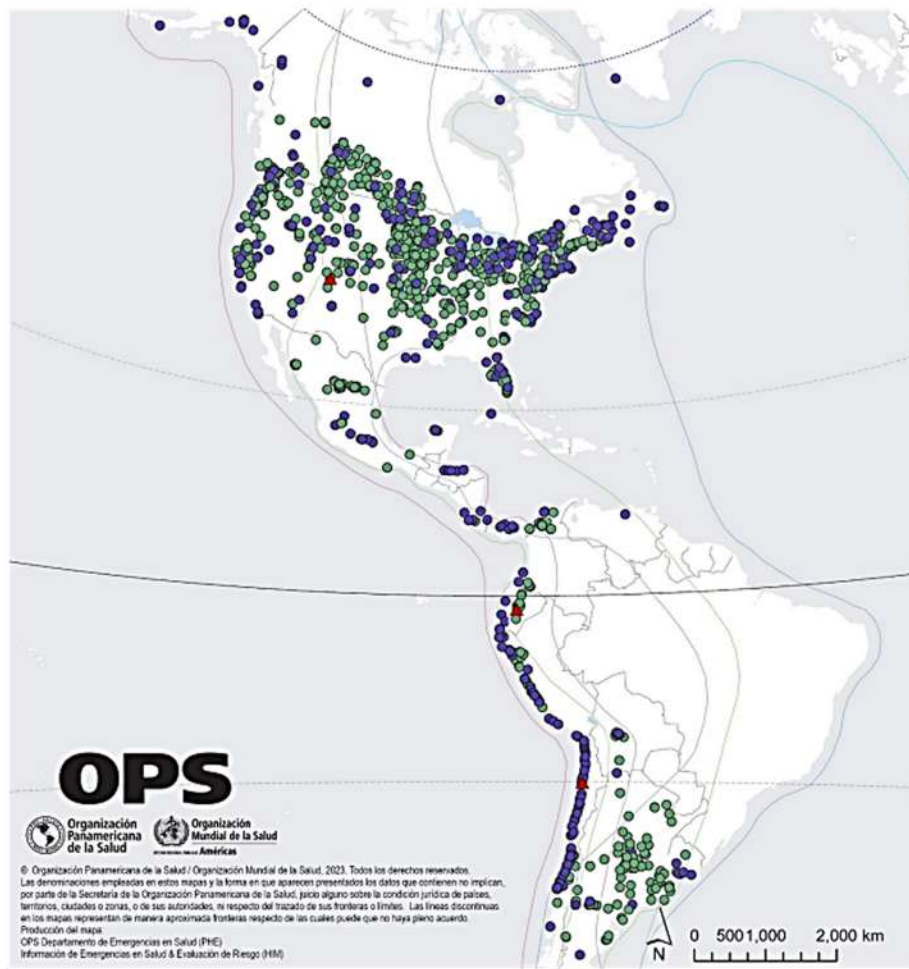 OPS
Organización
Panamericana
de la Salud
Organización
Mundial de la Salud
Américas
© Organización Panamericana de la Salud / Organización Mundial de la Salud, 2023. Todos los derechos reservados.
Las denominaciones empleadas en estos mapas y la forma en que aparecen presentados los datos que contienen no implican,
por parte de la Secretaría de la Organización Panamericana de la Salud, juicio alguno sobre la condición jurídica de países,
territorios, ciudades o zonas, o de sus autoridades, ni respecto del trazado de sus fronteras o límites. Las líneas discontinuas
en los mapas representan de manera aproximada fronteras respecto de las cuales puede que no haya pleno acuerdo.
Producción del mapa:
OPS Departamento de Emergencias en Salud (PHE)
Información de Emergencias en Salud & Evaluación de Riesgo (HIM)
N
0 500 1,000 2,000 km